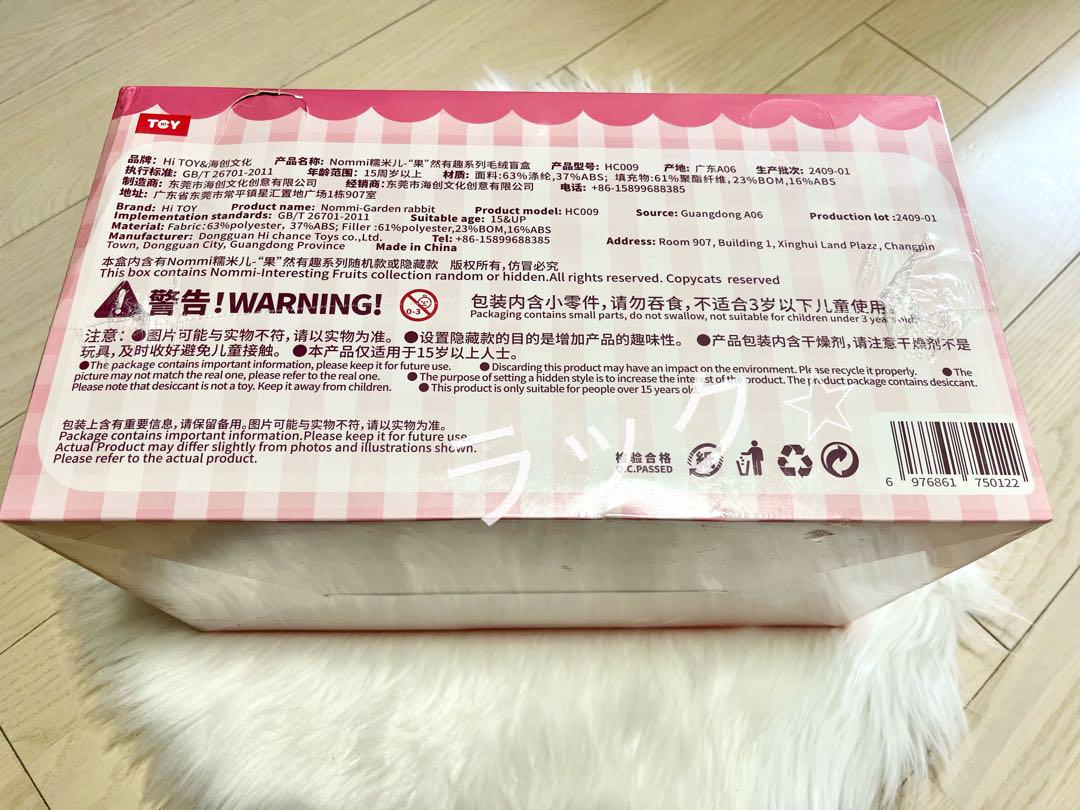 TOY
品牌：Hi TOY&海创文化 产品名称：Nommi糯米儿-“果”然有趣系列毛绒盲盒 产品型号：HC009 产地：广东A06 生产批次：2409-01
执行标准：GB/T 26701-2011 年龄范围：15周岁以上 材质：面料:63%涤纶,37%ABS；填充物:61%聚酯纤维,23%BOM,16%ABS
制造商：东莞市海创文化创意有限公司 经销商：东莞市海创文化创意有限公司 电话：+86-15899688385
地址：广东省东莞市常平镇星汇置地广场1栋907室
Brand: Hi TOY Product name: Nommi-Garden rabbit Product model: HC009 Source: Guangdong A06 Production lot :2409-01
Implementation standards: GB/T 26701-2011 Suitable age: 15&UP
Material: Fabric:63%polyester, 37%ABS; Filler :61%polyester,23%BOM,16%ABS
Manufacturer: Dongguan Hi chance Toys co.,Ltd. Tel: +86-15899688385 Address: Room 907, Building 1, Xinghui Land Plaza, Changpin
Town, Dongguan City, Guangdong Province Made in China
本盒内含有Nommi糯米儿-“果”然有趣系列随机款或隐藏款 版权所有，仿冒必究
This box contains Nommi-Interesting Fruits collection random or hidden.All rights reserved. Copycats reserved
警告!WARNING! 0-3 包装内含小零件，请勿吞食，不适合3岁以下儿童使用。
Packaging contains small parts, do not swallow, not suitable for children under 3 years old.
注意：●图片可能与实物不符，请以实物为准。●设置隐藏款的目的是增加产品的趣味性。●产品包装内含干燥剂，请注意干燥剂不是
玩具，及时收好避免儿童接触。●本产品仅适用于15岁以上人士。
●The package contains important information, please keep it for future use. ●Discarding this product may have an impact on the environment. Please recycle it properly. ●The
picture may not match the real one, please refer to the real one. ●The purpose of setting a hidden style is to increase the interest of the product. The product package contains desiccant.
Please note that desiccant is not a toy. Keep it away from children. ●This product is only suitable for people over 15 years old.
包装上含有重要信息，请保留备用。图片可能与实物不符，请以实物为准。
Package contains important information.Please keep it for future use.
Actual Product may differ slightly from photos and illustrations shown.
Please refer to the actual product.
检验合格
Q.C.PASSED
纸
6 976861 750122
ラック☆